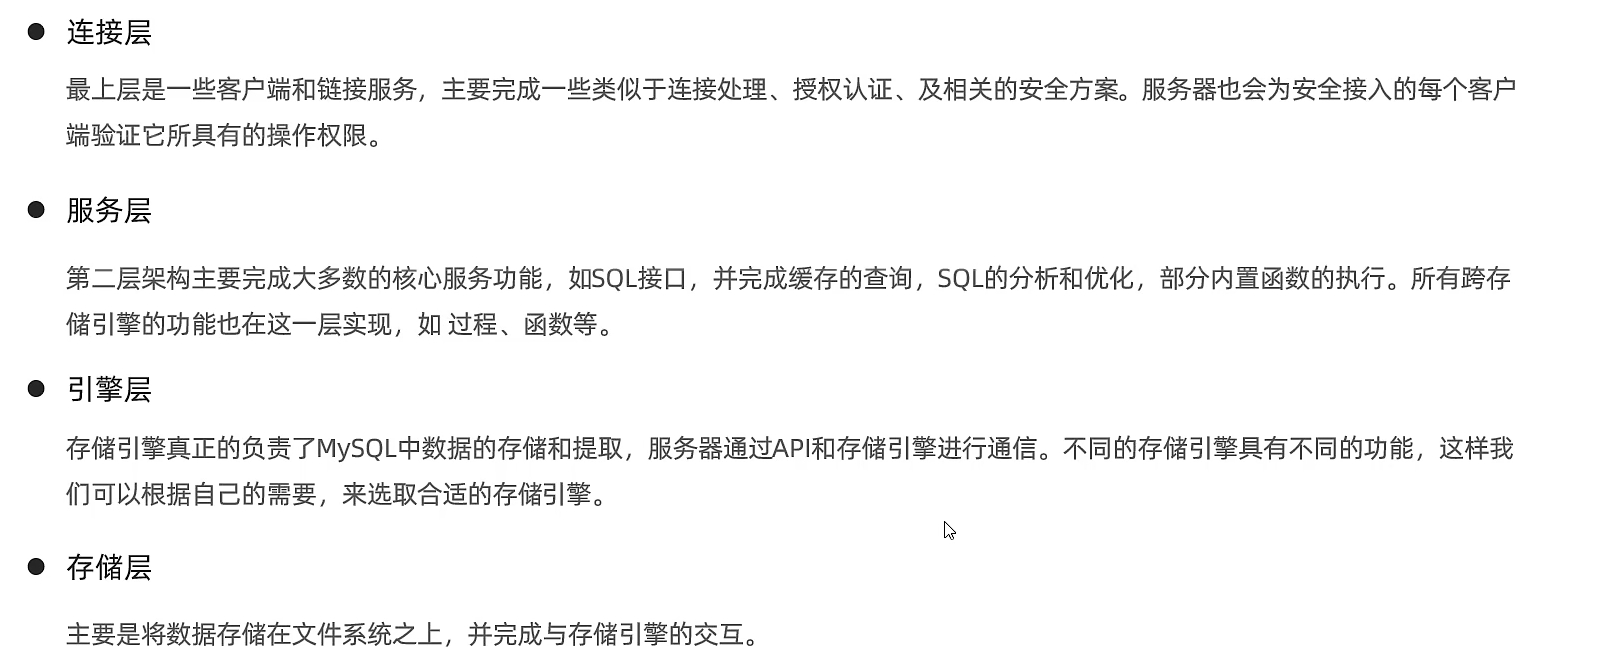 ● 连接层
最上层是一些客户端和链接服务，主要完成一些类似于连接处理、授权认证、及相关的安全方案。服务器也会为安全接入的每个客户
端验证它所具有的操作权限。
● 服务层
第二层架构主要完成大多数的核心服务功能，如SQL接口，并完成缓存的查询，SQL的分析和优化，部分内置函数的执行。所有跨存
储引擎的功能也在这一层实现，如 过程、函数等。
● 引擎层
存储引擎真正的负责了MySQL中数据的存储和提取，服务器通过API和存储引擎进行通信。不同的存储引擎具有不同的功能，这样我
们可以根据自己的需要，来选取合适的存储引擎。
● 存储层
主要是将数据存储在文件系统之上，并完成与存储引擎的交互。